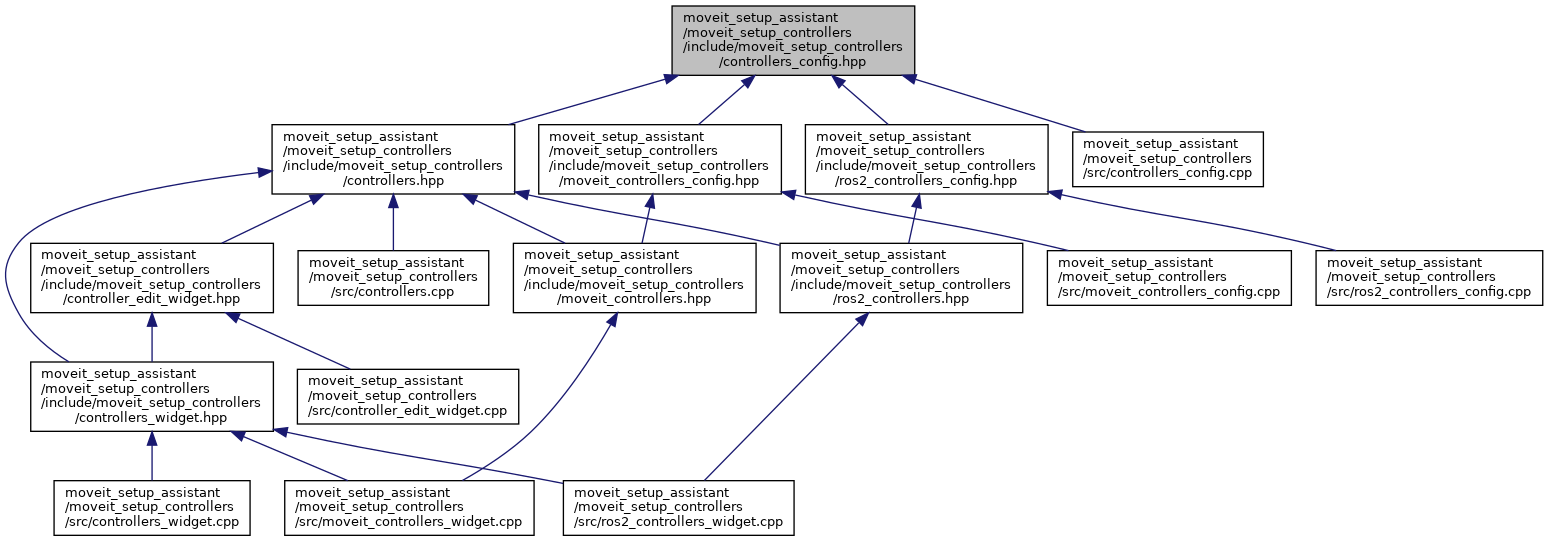 moveit_setup_assistant
/moveit_setup_controllers
/include/moveit_setup_controllers
/controllers_config.hpp
moveit_setup_assistant
/moveit_setup_controllers
/include/moveit_setup_controllers
/controllers.hpp
moveit_setup_assistant
/moveit_setup_controllers
/include/moveit_setup_controllers
/moveit_controllers_config.hpp
moveit_setup_assistant
/moveit_setup_controllers
/include/moveit_setup_controllers
/ros2_controllers_config.hpp
moveit_setup_assistant
/moveit_setup_controllers
/src/controllers_config.cpp
moveit_setup_assistant
/moveit_setup_controllers
/include/moveit_setup_controllers
/controller_edit_widget.hpp
moveit_setup_assistant
/moveit_setup_controllers
/src/controllers.cpp
moveit_setup_assistant
/moveit_setup_controllers
/include/moveit_setup_controllers
/moveit_controllers.hpp
moveit_setup_assistant
/moveit_setup_controllers
/include/moveit_setup_controllers
/ros2_controllers.hpp
moveit_setup_assistant
/moveit_setup_controllers
/src/moveit_controllers_config.cpp
moveit_setup_assistant
/moveit_setup_controllers
/src/ros2_controllers_config.cpp
moveit_setup_assistant
/moveit_setup_controllers
/include/moveit_setup_controllers
/controllers_widget.hpp
moveit_setup_assistant
/moveit_setup_controllers
/src/controller_edit_widget.cpp
moveit_setup_assistant
/moveit_setup_controllers
/src/controllers_widget.cpp
moveit_setup_assistant
/moveit_setup_controllers
/src/moveit_controllers_widget.cpp
moveit_setup_assistant
/moveit_setup_controllers
/src/ros2_controllers_widget.cpp